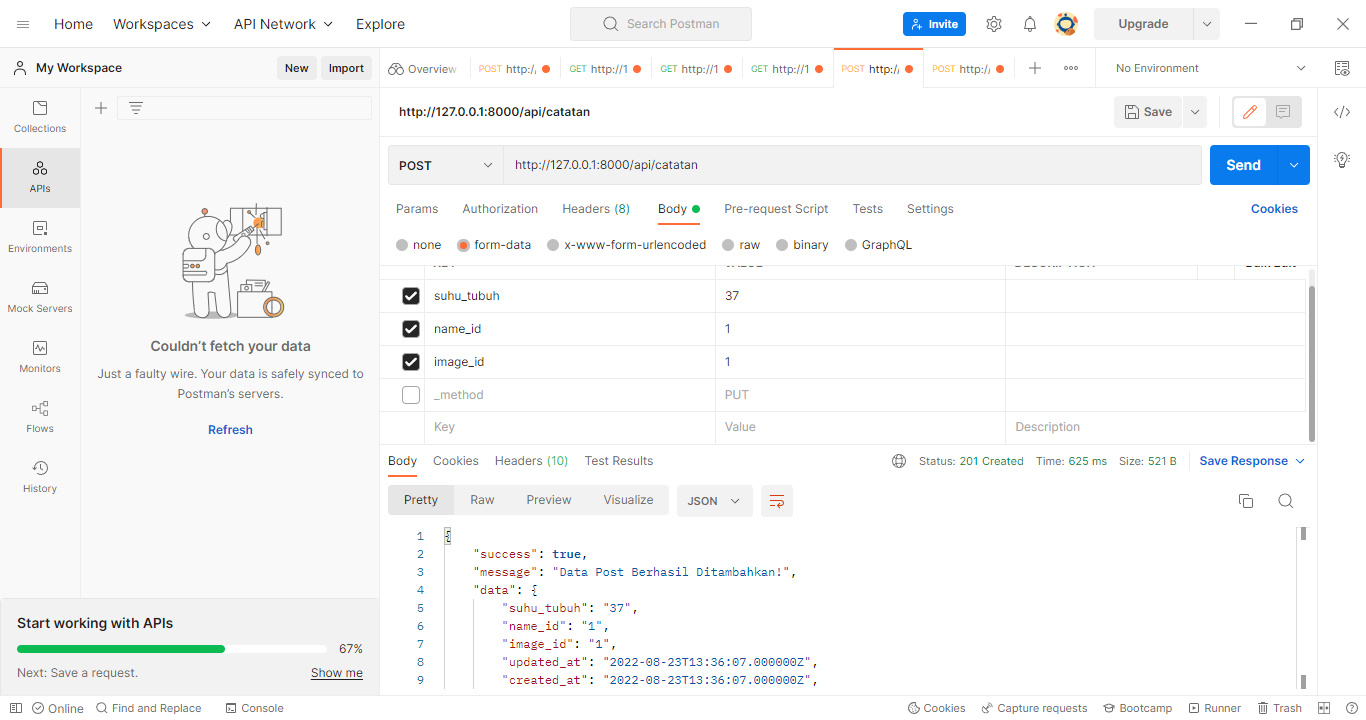 Home Workspaces API Network Explore Search Postman Invite Upgrade
My Workspace New Import Overview POST http:/ GET http://1 GET http://1 GET http://1 POST http:/ POST http:/ No Environment
http://127.0.0.1:8000/api/catatan Save
Collections
APIs
Environments
Mock Servers
Monitors
Flows
History
Couldn't fetch your data
Just a faulty wire. Your data is safely synced to
Postman's servers.
Refresh
POST http://127.0.0.1:8000/api/catatan Send
Params Authorization Headers (8) Body Pre-request Script Tests Settings Cookies
none form-data x-www-form-urlencoded raw binary GraphQL
suhu_tubuh 37
name_id 1
image_id 1
_method PUT
Key Value Description
Body Cookies Headers (10) Test Results Status: 201 Created Time: 625 ms Size: 521 B Save Response
Pretty Raw Preview Visualize JSON
1 {
2 "success": true,
3 "message": "Data Post Berhasil Ditambahkan!",
4 "data": {
5 "suhu_tubuh": "37",
6 "name_id": "1",
7 "image_id": "1",
8 "updated_at": "2022-08-23T13:36:07.000000Z",
9 "created_at": "2022-08-23T13:36:07.000000Z",
Start working with APIs
67%
Next: Save a request. Show me
Online Find and Replace Console Cookies Capture requests Bootcamp Runner Trash